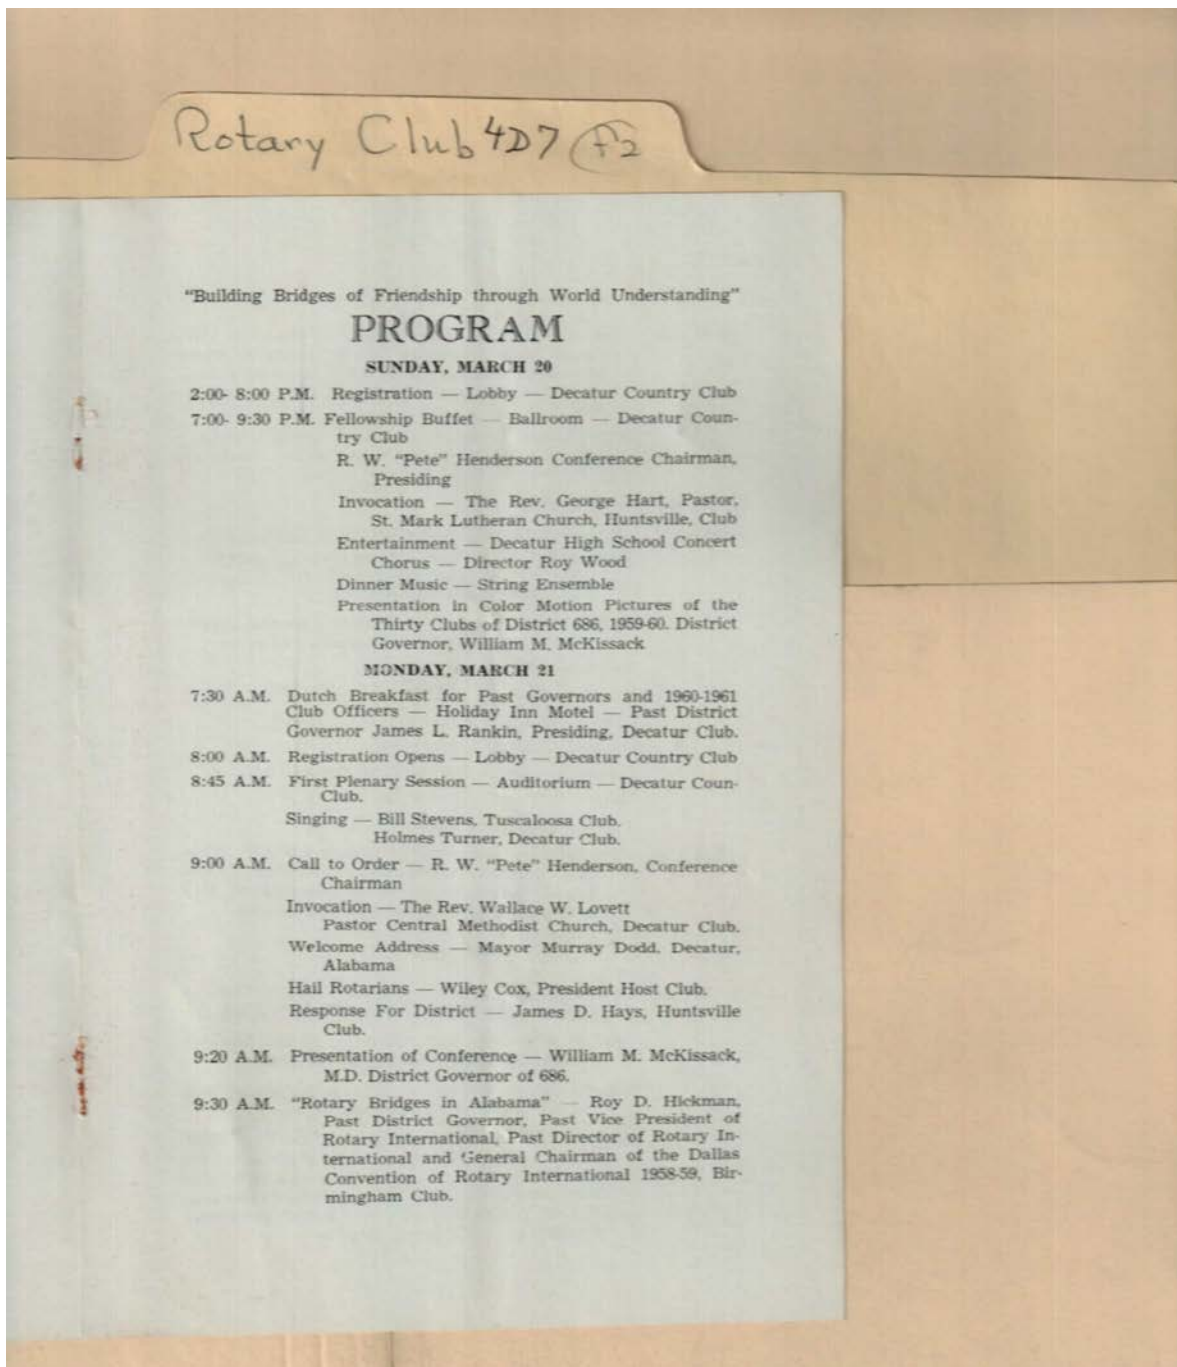 Rotary Club 4D7 F2
"Building Bridges of Friendship through World Understanding"
PROGRAM
SUNDAY, MARCH 20
2:00- 8:00 P.M. Registration — Lobby — Decatur Country Club
7:00- 9:30 P.M. Fellowship Buffet — Ballroom — Decatur Coun-
try Club
R. W. "Pete" Henderson Conference Chairman,
Presiding
Invocation — The Rev. George Hart, Pastor,
St. Mark Lutheran Church, Huntsville, Club
Entertainment — Decatur High School Concert
Chorus — Director Roy Wood
Dinner Music — String Ensemble
Presentation in Color Motion Pictures of the
Thirty Clubs of District 686, 1959-60. District
Governor, William M. McKissack
MONDAY, MARCH 21
7:30 A.M. Dutch Breakfast for Past Governors and 1960-1961
Club Officers — Holiday Inn Motel — Past District
Governor James L. Rankin, Presiding, Decatur Club.
8:00 A.M. Registration Opens — Lobby — Decatur Country Club
8:45 A.M. First Plenary Session — Auditorium — Decatur Coun-
Club.
Singing — Bill Stevens, Tuscaloosa Club.
Holmes Turner, Decatur Club.
9:00 A.M. Call to Order — R. W. "Pete" Henderson, Conference
Chairman
Invocation — The Rev. Wallace W. Lovett
Pastor Central Methodist Church, Decatur Club.
Welcome Address — Mayor Murray Dodd, Decatur,
Alabama
Hail Rotarians — Wiley Cox, President Host Club.
Response For District — James D. Hays, Huntsville
Club.
9:20 A.M. Presentation of Conference — William M. McKissack,
M.D. District Governor of 686.
9:30 A.M. "Rotary Bridges in Alabama" — Roy D. Hickman,
Past District Governor, Past Vice President of
Rotary International, Past Director of Rotary In-
ternational and General Chairman of the Dallas
Convention of Rotary International 1958-59, Bir-
mingham Club.